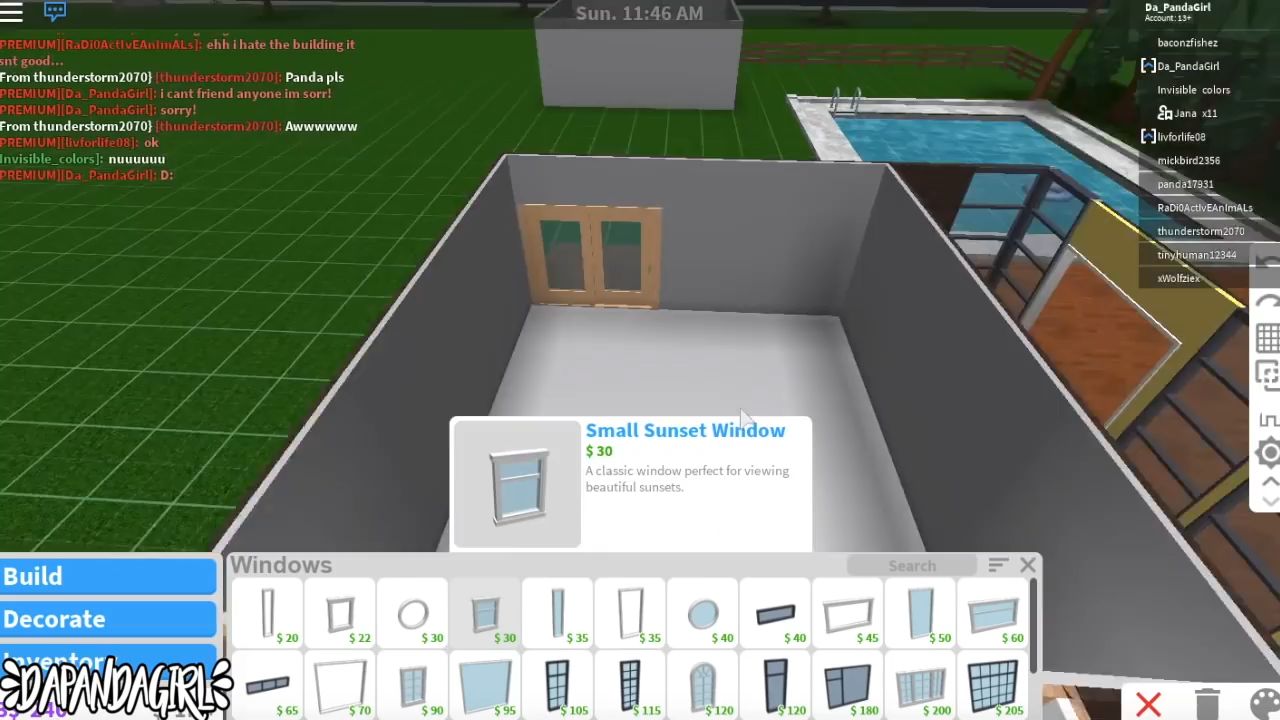 Sun. 11:46 AM
PREMIUM][RaDi0ActIvEAnImALs]: ehh i hate the building it
snt good...
From thunderstorm2070} [thunderstorm2070]: Panda pls
PREMIUM][Da_PandaGirl]: i cant friend anyone im sorr!
PREMIUM][Da_PandaGirl]: sorry!
From thunderstorm2070} [thunderstorm2070]: Awwwwww
PREMIUM][livforlife08]: ok
Invisible_colors]: nuuuuuu
PREMIUM][Da_PandaGirl]: D:
Da_PandaGirl
Account: 13+
baconzfishez
Da_PandaGirl
Invisible colors
Jana x11
livforlife08
mickbird2356
panda17931
RaDi0ActIvEAnImALs
thunderstorm2070
tinyhuman12344
xWolfziex
Small Sunset Window
$ 30
A classic window perfect for viewing
beautiful sunsets.
Build
Decorate
Inventor
DAPANDAGIRL
Windows
Search
$ 20 $ 22 $ 30 $ 30 $ 35 $ 35 $ 40 $ 40 $ 45 $ 50 $ 60
$ 65 $ 70 $ 90 $ 95 $ 105 $ 115 $ 120 $ 120 $ 180 $ 200 $ 205